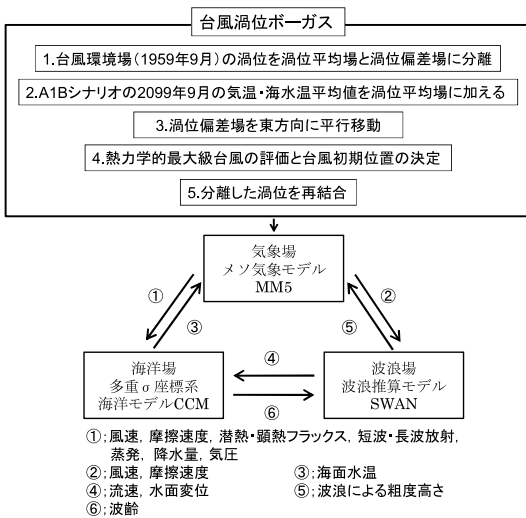 台風渦位ボーガス
1.台風環境場(1959年9月)の渦位を渦位平均場と渦位偏差場に分離
2.A1Bシナリオの2099年9月の気温・海水温平均値を渦位平均場に加える
3.渦位偏差場を東方向に平行移動
4.熱力学的最大級台風の評価と台風初期位置の決定
5.分離した渦位を再結合
気象場
メソ気象モデル
MM5
①
③
②
⑤
海洋場
多重σ座標系
海洋モデルCCM
④
⑥
波浪場
波浪推算モデル
SWAN
①;風速, 摩擦速度, 潜熱・顕熱フラックス, 短波・長波放射,
蒸発, 降水量, 気圧
②;風速, 摩擦速度 ③;海面水温
④;流速, 水面変位 ⑤;波浪による粗度高さ
⑥;波齢